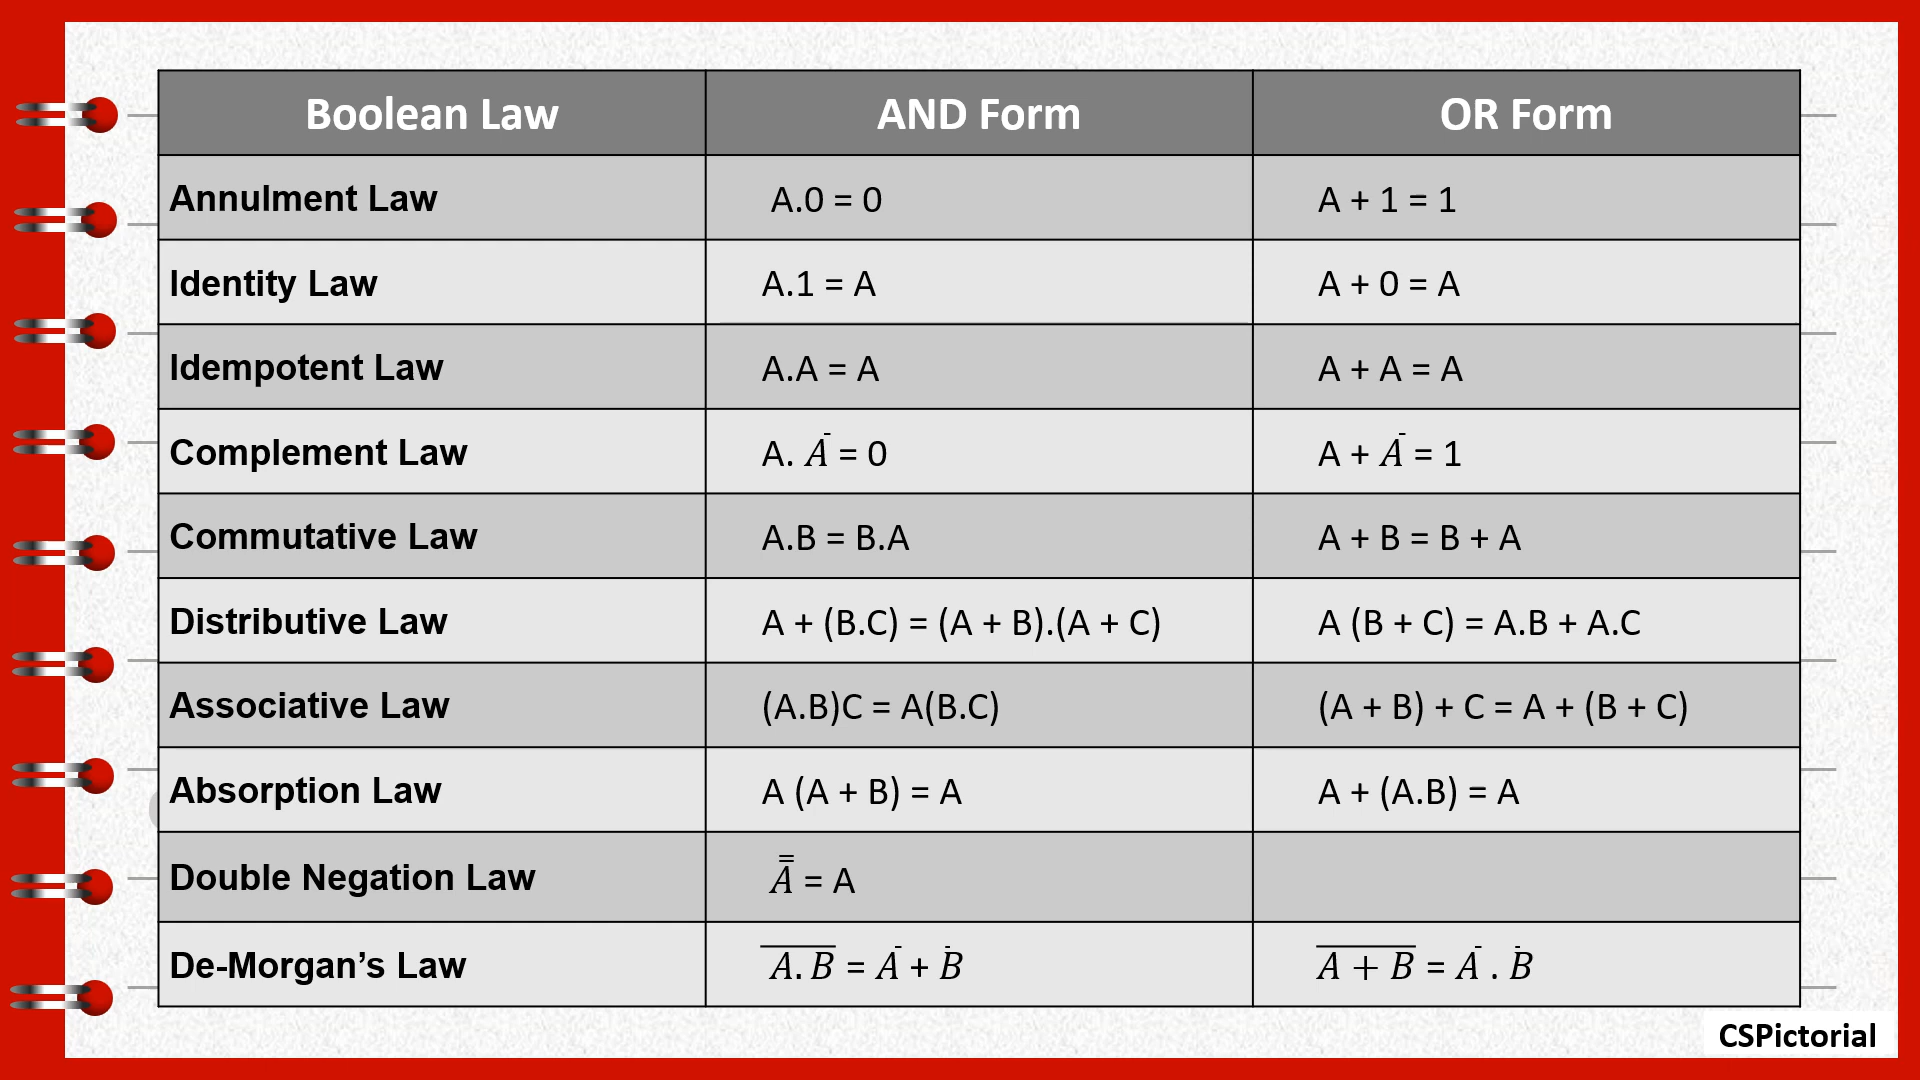 Boolean Law AND Form OR Form
Annulment Law A.0 = 0 A + 1 = 1
Identity Law A.1 = A A + 0 = A
Idempotent Law A.A = A A + A = A
Complement Law A. A̅ = 0 A + A̅ = 1
Commutative Law A.B = B.A A + B = B + A
Distributive Law A + (B.C) = (A + B).(A + C) A (B + C) = A.B + A.C
Associative Law (A.B)C = A(B.C) (A + B) + C = A + (B + C)
Absorption Law A (A + B) = A A + (A.B) = A
Double Negation Law A̿ = A
De-Morgan’s Law A̅.̅ ̅B̅ = A̅ + B̅ A̅ ̅+̅ ̅B̅ = A̅ . B̅
CSPictorial